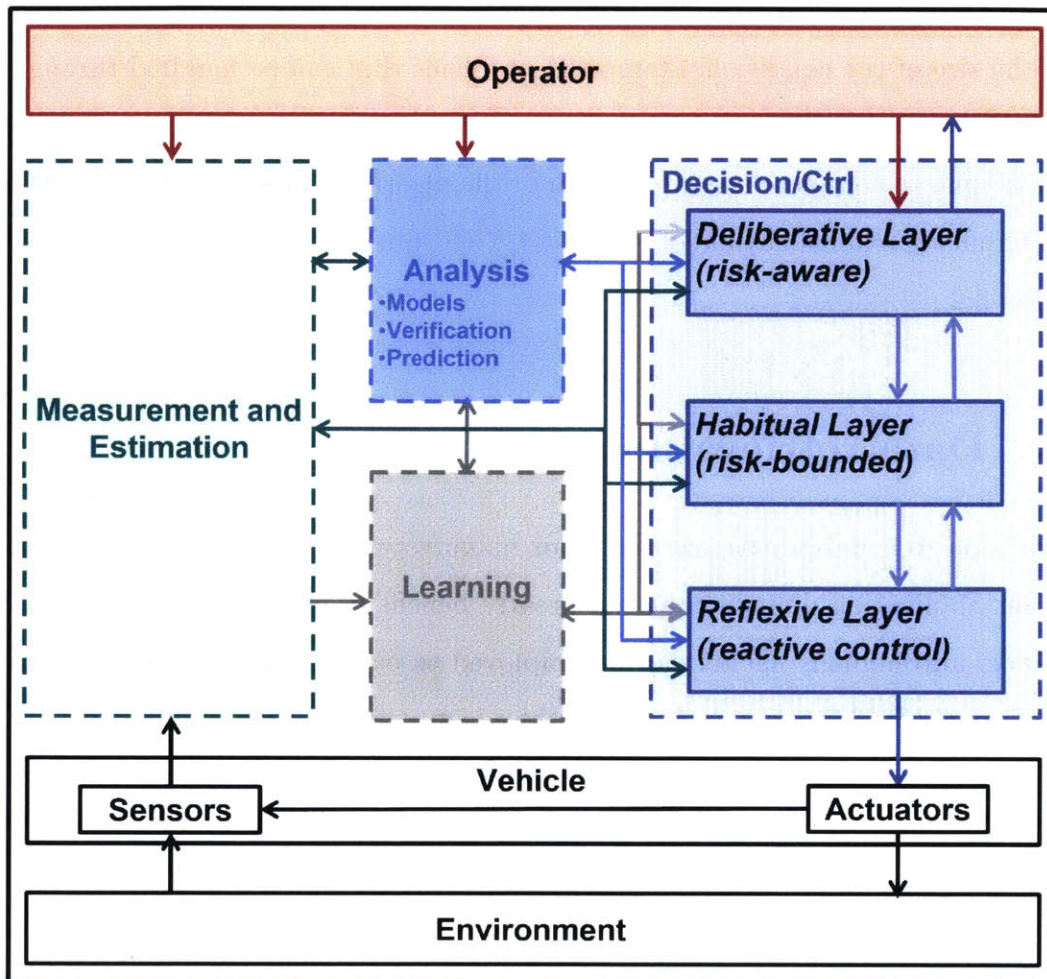 Operator
Decision/Ctrl
Deliberative Layer
(risk-aware)
Analysis
•Models
•Verification
•Prediction
Measurement and
Estimation
Habitual Layer
(risk-bounded)
Learning
Reflexive Layer
(reactive control)
Vehicle
Sensors
Actuators
Environment